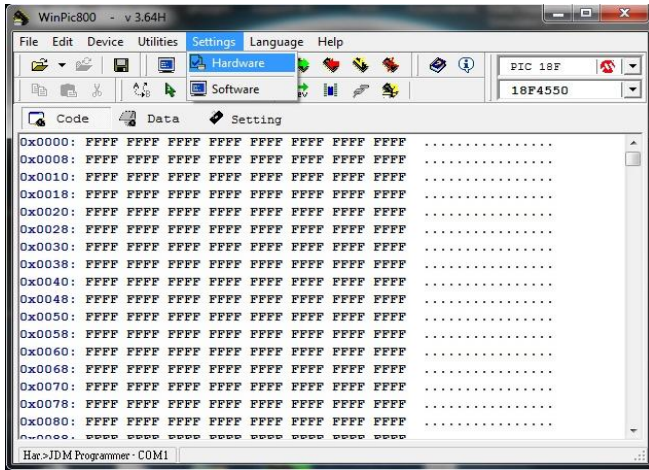 WinPic800 - v 3.64H
File Edit Device Utilities Settings Language Help
Hardware
PIC 18F
Software
18F4550
Code Data Setting
0x0000: FFFF FFFF FFFF FFFF FFFF FFFF FFFF FFFF ................
0x0008: FFFF FFFF FFFF FFFF FFFF FFFF FFFF FFFF ................
0x0010: FFFF FFFF FFFF FFFF FFFF FFFF FFFF FFFF ................
0x0018: FFFF FFFF FFFF FFFF FFFF FFFF FFFF FFFF ................
0x0020: FFFF FFFF FFFF FFFF FFFF FFFF FFFF FFFF ................
0x0028: FFFF FFFF FFFF FFFF FFFF FFFF FFFF FFFF ................
0x0030: FFFF FFFF FFFF FFFF FFFF FFFF FFFF FFFF ................
0x0038: FFFF FFFF FFFF FFFF FFFF FFFF FFFF FFFF ................
0x0040: FFFF FFFF FFFF FFFF FFFF FFFF FFFF FFFF ................
0x0048: FFFF FFFF FFFF FFFF FFFF FFFF FFFF FFFF ................
0x0050: FFFF FFFF FFFF FFFF FFFF FFFF FFFF FFFF ................
0x0058: FFFF FFFF FFFF FFFF FFFF FFFF FFFF FFFF ................
0x0060: FFFF FFFF FFFF FFFF FFFF FFFF FFFF FFFF ................
0x0068: FFFF FFFF FFFF FFFF FFFF FFFF FFFF FFFF ................
0x0070: FFFF FFFF FFFF FFFF FFFF FFFF FFFF FFFF ................
0x0078: FFFF FFFF FFFF FFFF FFFF FFFF FFFF FFFF ................
0x0080: FFFF FFFF FFFF FFFF FFFF FFFF FFFF FFFF ................
Har.>JDM Programmer - COM1